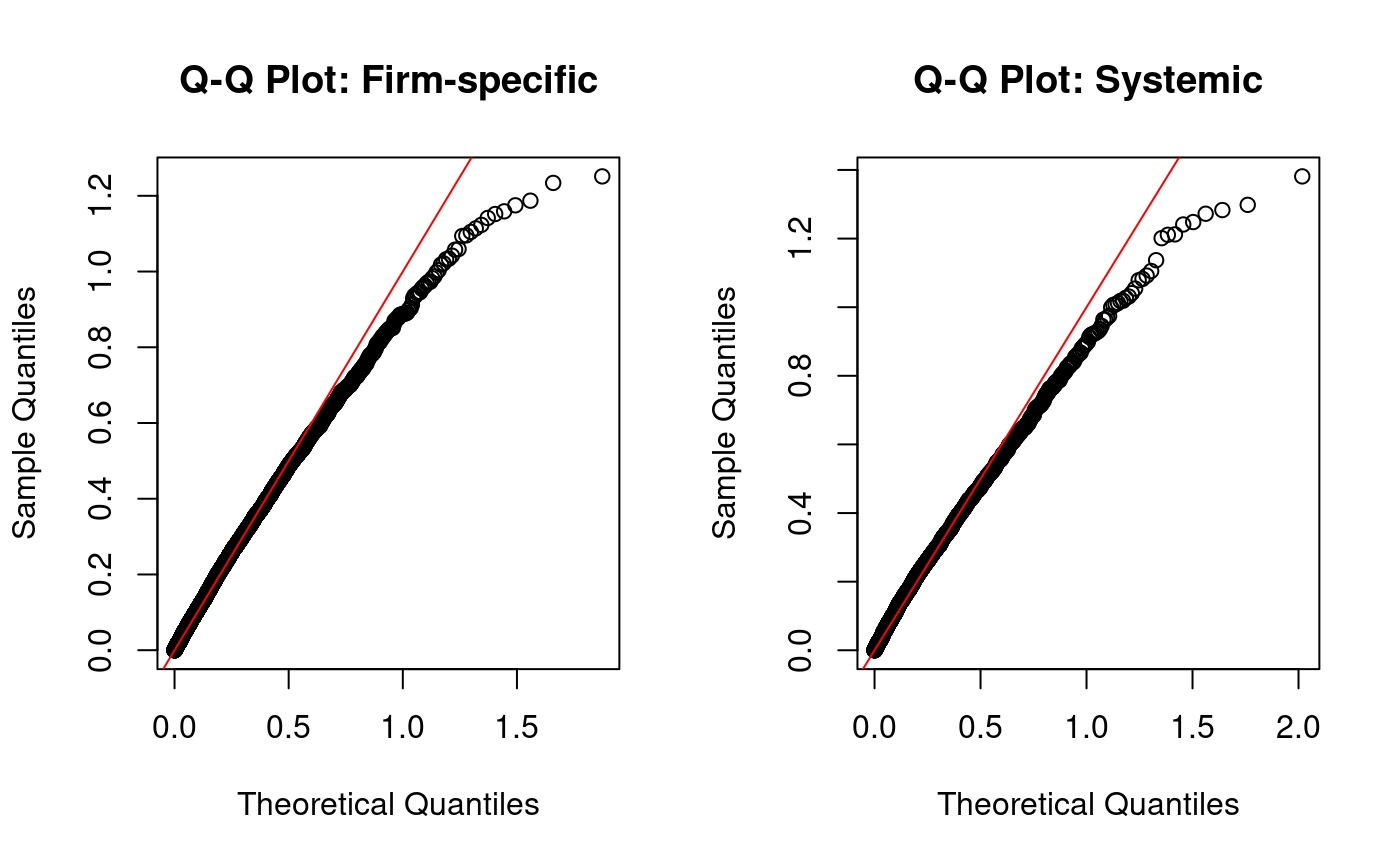 Q-Q Plot: Firm-specific
Sample Quantiles
0.0 0.2 0.4 0.6 0.8 1.0 1.2
0.0 0.5 1.0 1.5
Theoretical Quantiles
Q-Q Plot: Systemic
Sample Quantiles
0.0 0.4 0.8 1.2
0.0 0.5 1.0 1.5 2.0
Theoretical Quantiles